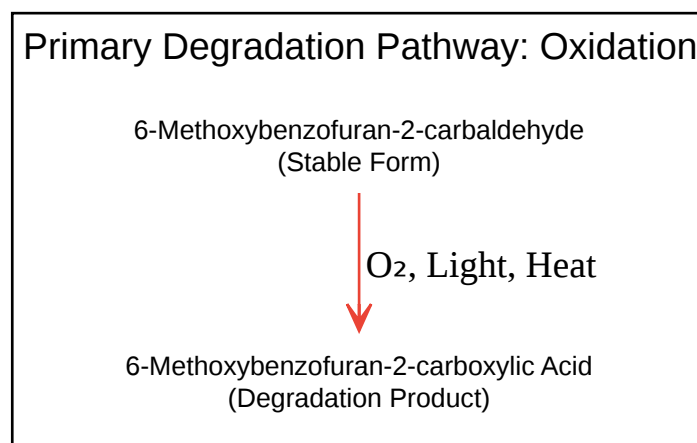 Primary Degradation Pathway: Oxidation
6-Methoxybenzofuran-2-carbaldehyde
(Stable Form)
O₂, Light, Heat
6-Methoxybenzofuran-2-carboxylic Acid
(Degradation Product)